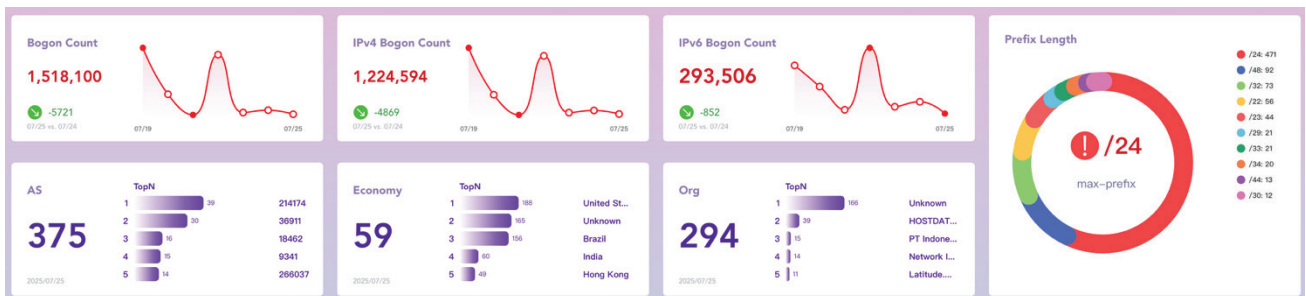 Bogon Count
1,518,100
-5721
07/25 vs. 07/24
07/19
07/25
IPv4 Bogon Count
1,224,594
-4869
07/25 vs. 07/24
07/19
07/25
IPv6 Bogon Count
293,506
-852
07/25 vs. 07/24
07/19
07/25
Prefix Length
/24
max-prefix
/24: 471
/48: 92
/32: 73
/22: 56
/23: 44
/29: 21
/33: 21
/34: 20
/44: 13
/30: 12
AS
375
2025/07/25
TopN
1 39 214174
2 30 36911
3 16 18462
4 15 9341
5 14 266037
Economy
59
2025/07/25
TopN
1 188 United St...
2 165 Unknown
3 156 Brazil
4 60 India
5 49 Hong Kong
Org
294
2025/07/25
TopN
1 166 Unknown
2 39 HOSTDAT...
3 15 PT Indone...
4 14 Network I...
5 11 Latitude....